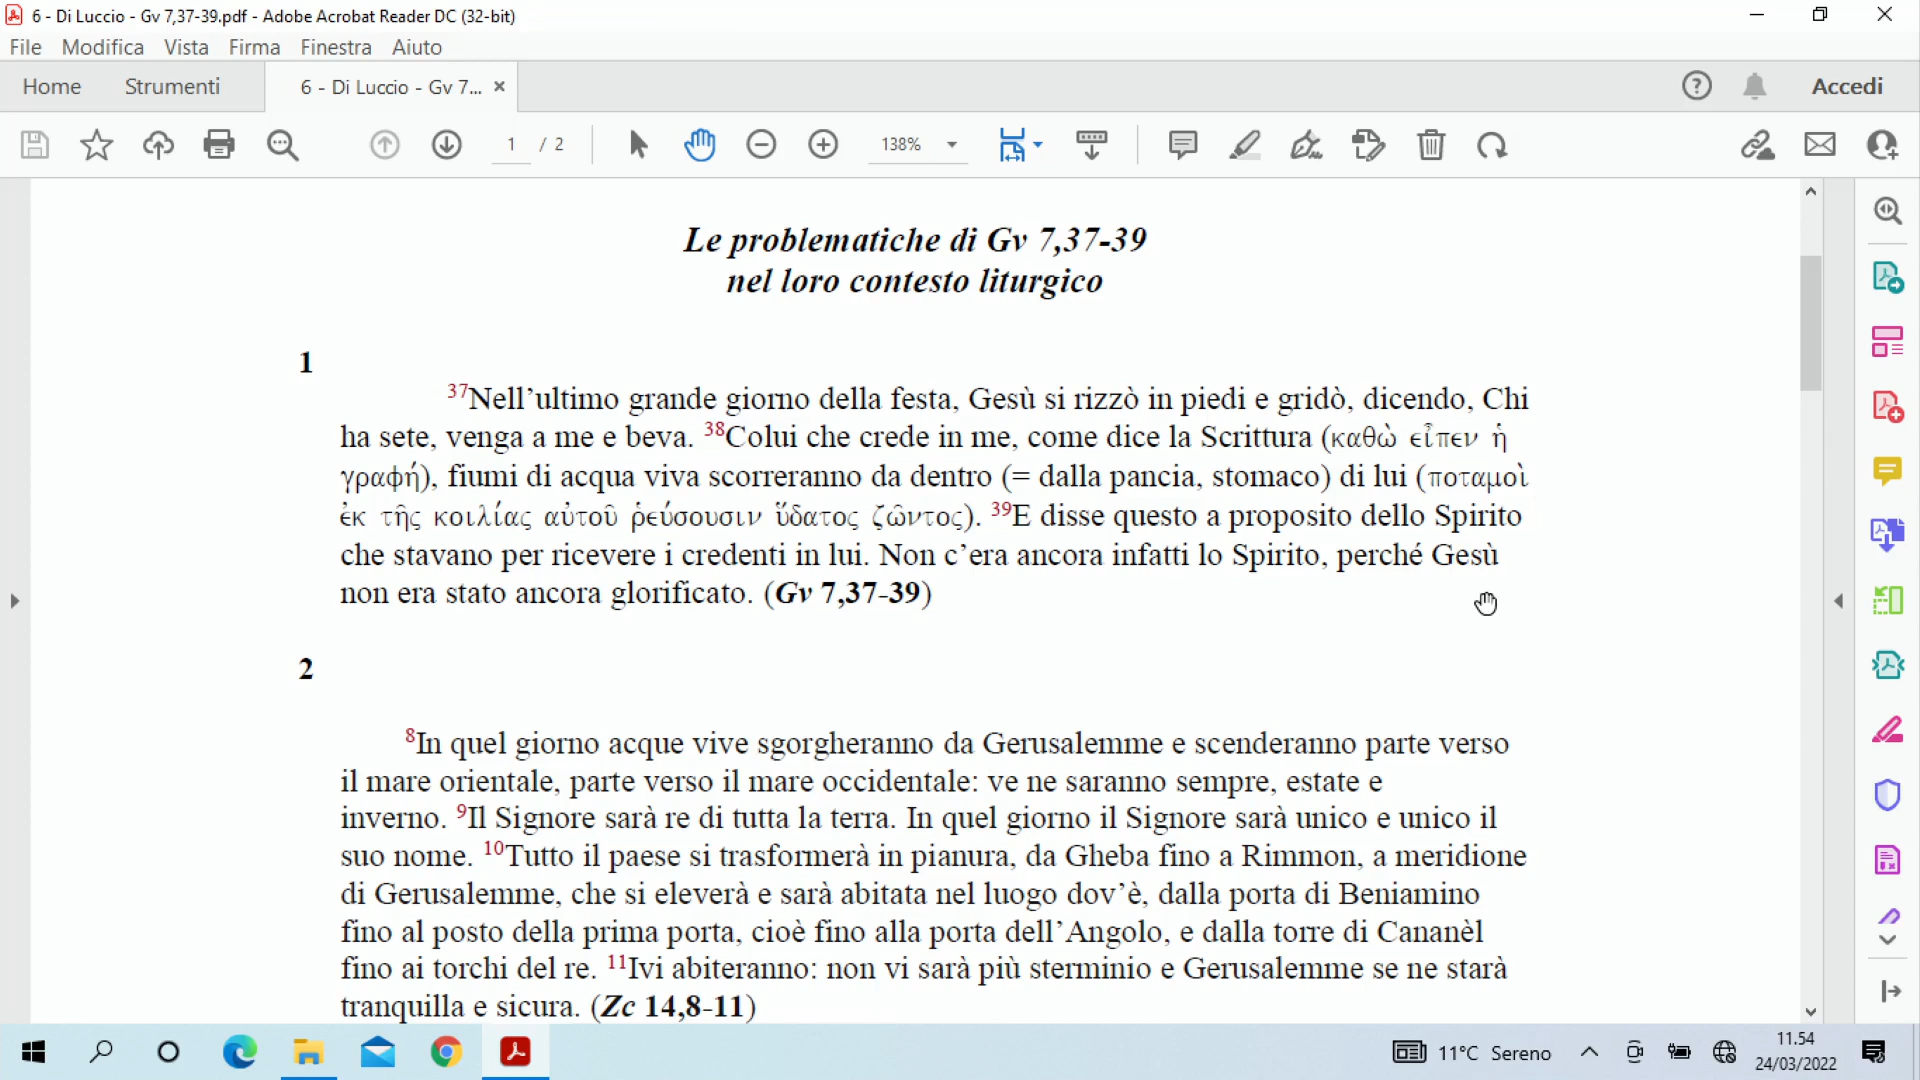 6 - Di Luccio - Gv 7,37-39.pdf - Adobe Acrobat Reader DC (32-bit)
File Modifica Vista Firma Finestra Aiuto
Home Strumenti 6 - Di Luccio - Gv 7... × Accedi
1 / 2 138%
Le problematiche di Gv 7,37-39
nel loro contesto liturgico
1
37Nell’ultimo grande giorno della festa, Gesù si rizzò in piedi e gridò, dicendo, Chi
ha sete, venga a me e beva. 38Colui che crede in me, come dice la Scrittura (καθὼ εἶπεν ἡ
γραφή), fiumi di acqua viva scorreranno da dentro (= dalla pancia, stomaco) di lui (ποταμοὶ
ἐκ τῆς κοιλίας αὐτοῦ ῥεύσουσιν ὕδατος ζῶντος). 39E disse questo a proposito dello Spirito
che stavano per ricevere i credenti in lui. Non c’era ancora infatti lo Spirito, perché Gesù
non era stato ancora glorificato. (Gv 7,37-39)
2
8In quel giorno acque vive sgorgheranno da Gerusalemme e scenderanno parte verso
il mare orientale, parte verso il mare occidentale: ve ne saranno sempre, estate e
inverno. 9Il Signore sarà re di tutta la terra. In quel giorno il Signore sarà unico e unico il
suo nome. 10Tutto il paese si trasformerà in pianura, da Gheba fino a Rimmon, a meridione
di Gerusalemme, che si eleverà e sarà abitata nel luogo dov’è, dalla porta di Beniamino
fino al posto della prima porta, cioè fino alla porta dell’Angolo, e dalla torre di Cananèl
fino ai torchi del re. 11Ivi abiteranno: non vi sarà più sterminio e Gerusalemme se ne starà
tranquilla e sicura. (Zc 14,8-11)
11°C Sereno 11.54
24/03/2022